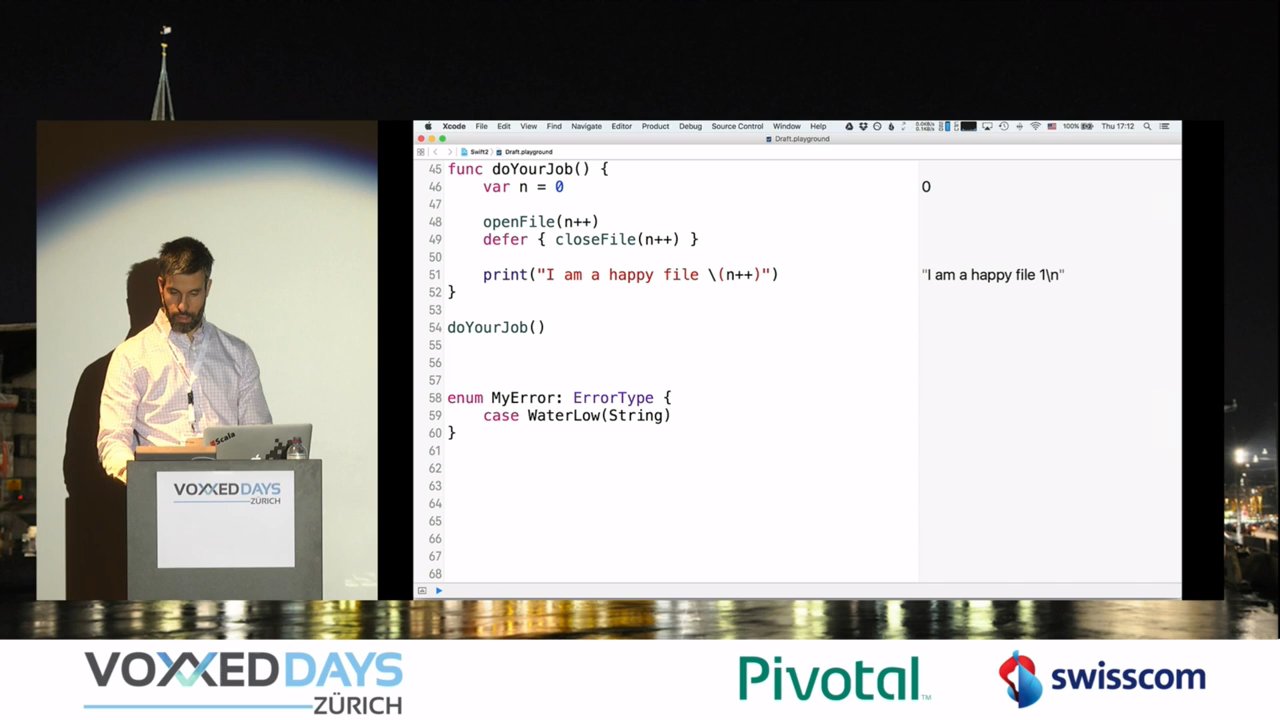 Xcode File Edit View Find Navigate Editor Product Debug Source Control Window Help 100% Thu 17:12
Draft.playground
Swift2 Draft.playground
45 func doYourJob() {
46 var n = 0 0
47
48 openFile(n++)
49 defer { closeFile(n++) }
50
51 print("I am a happy file \(n++)") "I am a happy file 1\n"
52 }
53
54 doYourJob()
55
56
57
58 enum MyError: ErrorType {
59 case WaterLow(String)
60 }
61
62
63
64
65
66
67
68
Scala
VOXXED DAYS
ZÜRICH
VOXXED DAYS
ZÜRICH
Pivotal TM
swisscom